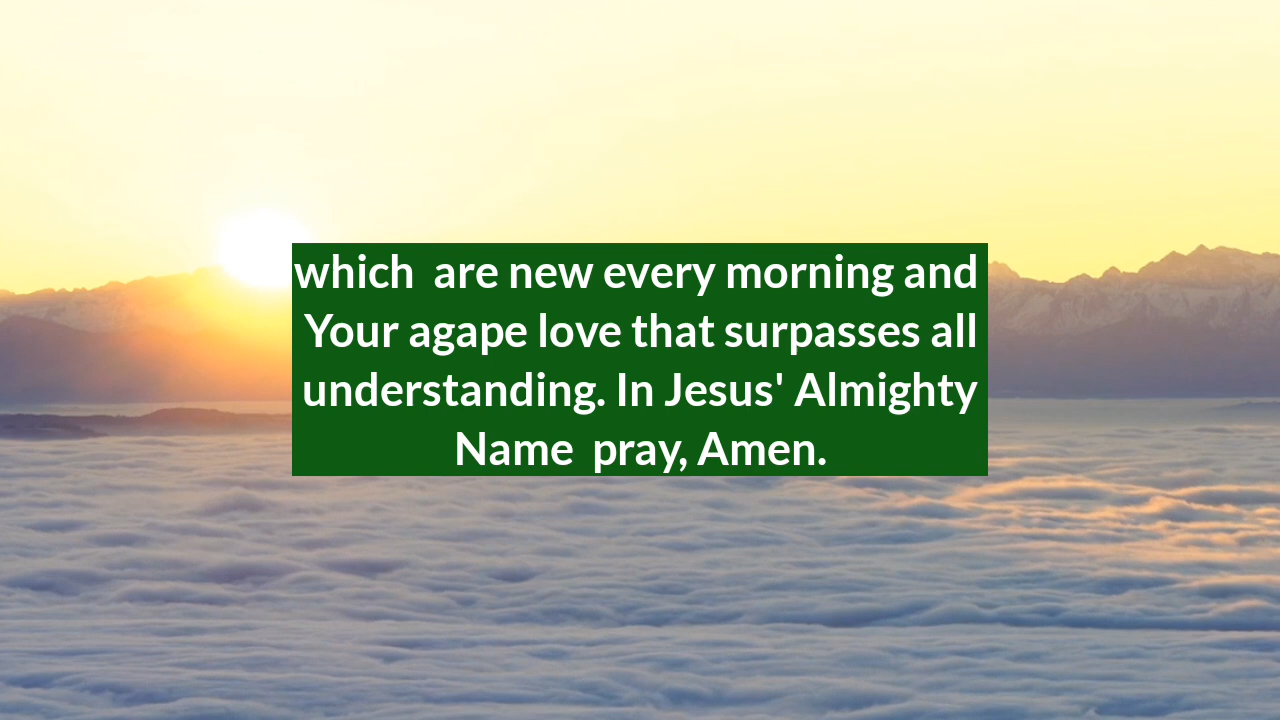 which  are new every morning and
Your agape love that surpasses all
understanding. In Jesus' Almighty
Name  pray, Amen.